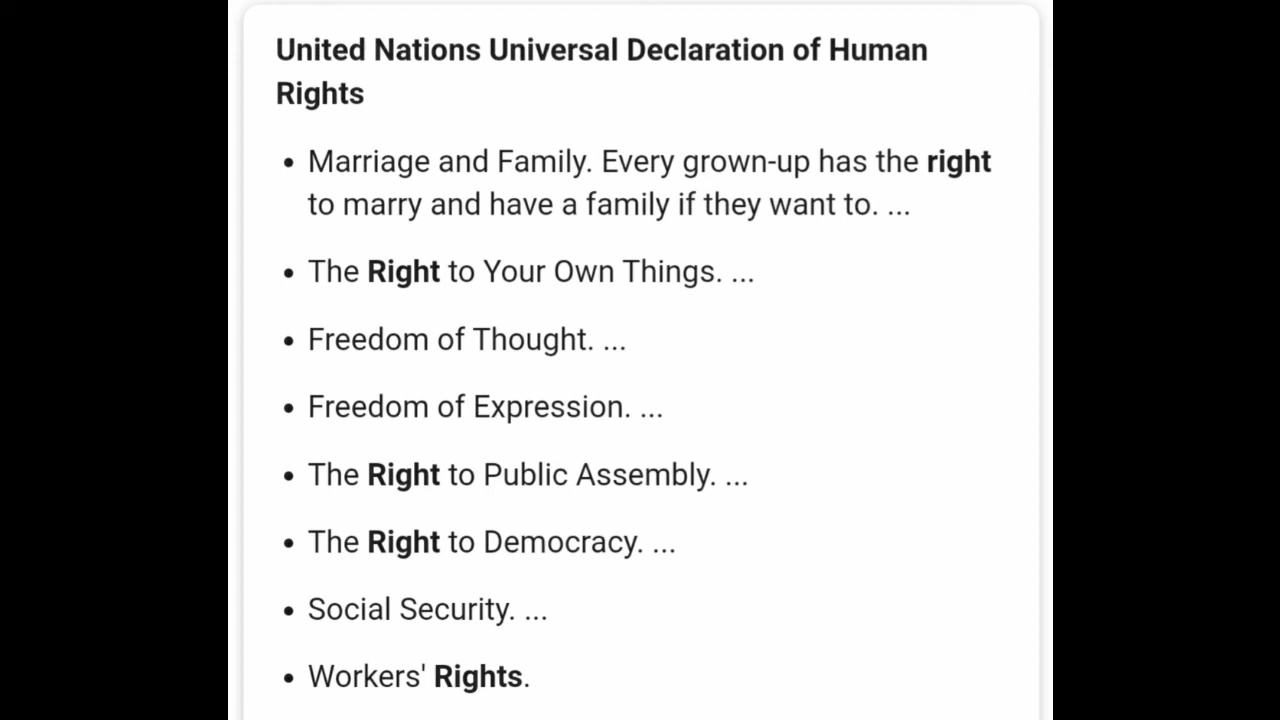 United Nations Universal Declaration of Human
Rights
• Marriage and Family. Every grown-up has the right
to marry and have a family if they want to. ...
• The Right to Your Own Things. ...
• Freedom of Thought. ...
• Freedom of Expression. ...
• The Right to Public Assembly. ...
• The Right to Democracy. ...
• Social Security. ...
• Workers' Rights.